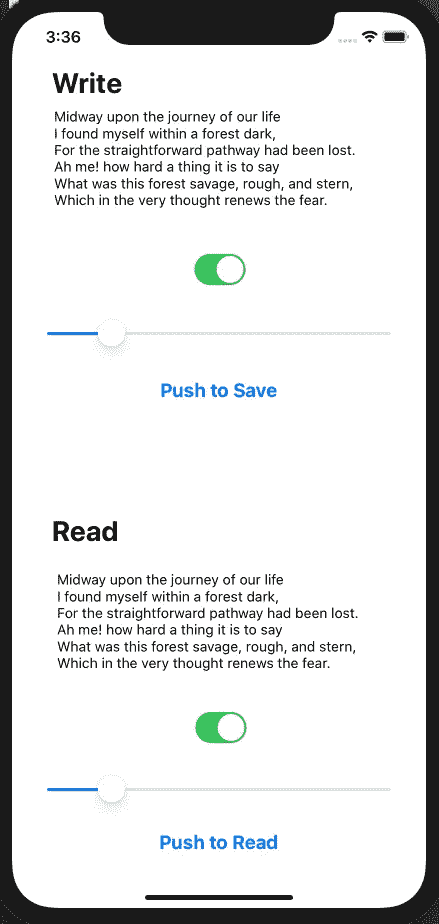 3:36
Write
Midway upon the journey of our life
I found myself within a forest dark,
For the straightforward pathway had been lost.
Ah me! how hard a thing it is to say
What was this forest savage, rough, and stern,
Which in the very thought renews the fear.
Push to Save
Read
Midway upon the journey of our life
I found myself within a forest dark,
For the straightforward pathway had been lost.
Ah me! how hard a thing it is to say
What was this forest savage, rough, and stern,
Which in the very thought renews the fear.
Push to Read